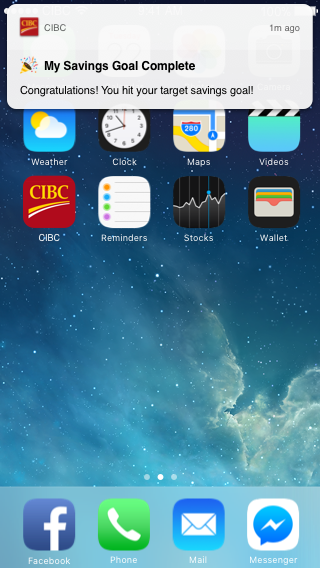 CIBC
CIBC 1m ago
My Savings Goal Complete
Congratulations! You hit your target savings goal!
280
Weather Clock Maps Videos
CIBC
CIBC Reminders Stocks Wallet
Facebook Phone Mail Messenger